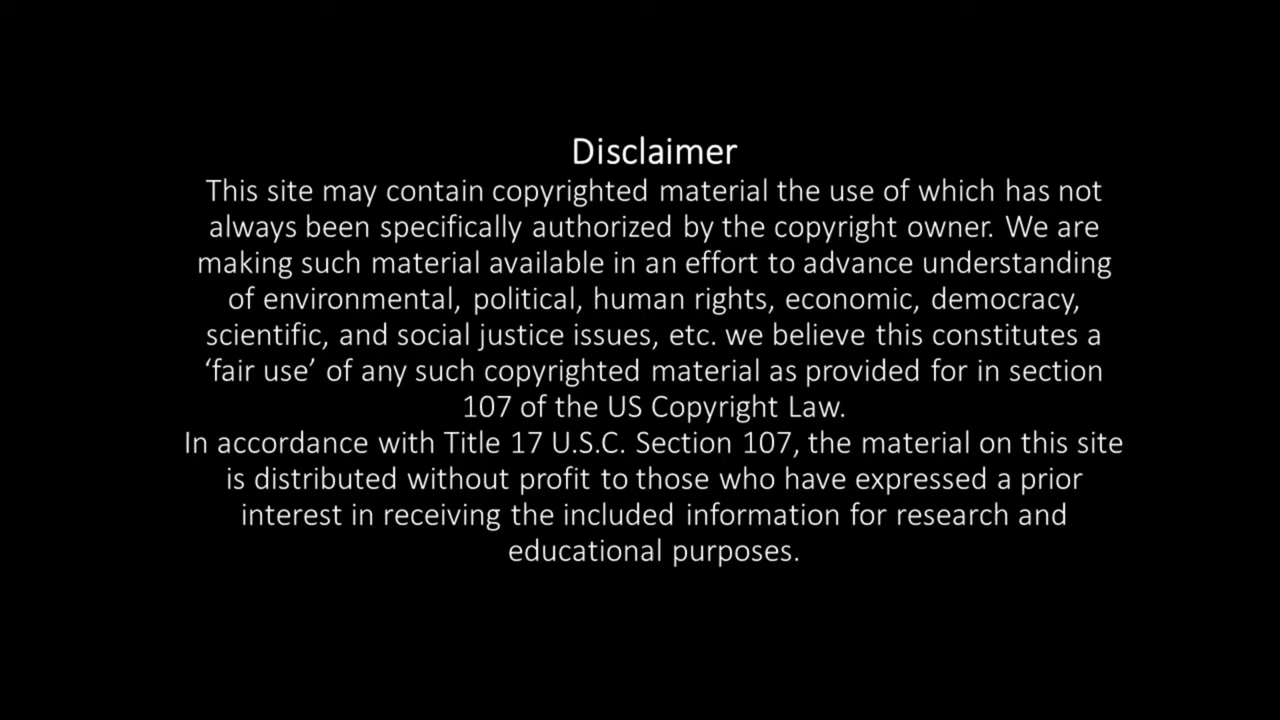 Disclaimer
This site may contain copyrighted material the use of which has not
always been specifically authorized by the copyright owner. We are
making such material available in an effort to advance understanding
of environmental, political, human rights, economic, democracy,
scientific, and social justice issues, etc. we believe this constitutes a
‘fair use’ of any such copyrighted material as provided for in section
107 of the US Copyright Law.
In accordance with Title 17 U.S.C. Section 107, the material on this site
is distributed without profit to those who have expressed a prior
interest in receiving the included information for research and
educational purposes.